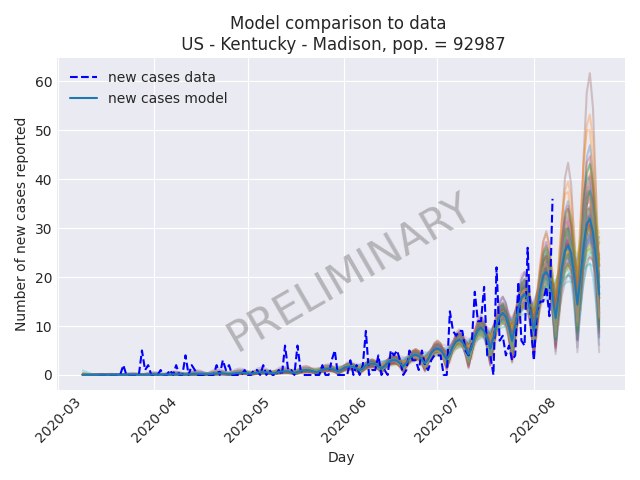 Model comparison to data
US - Kentucky - Madison, pop. = 92987
new cases data
new cases model
Number of new cases reported
60
50
40
30
20
10
0
PRELIMINARY
2020-03
2020-04
2020-05
2020-06
2020-07
2020-08
Day